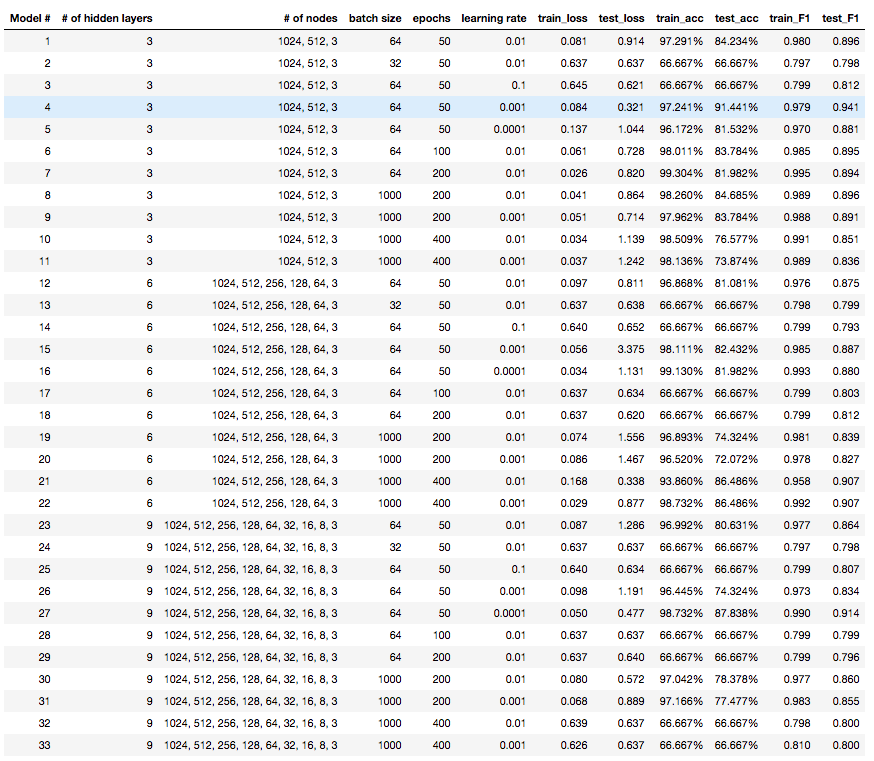 Model # # of hidden layers # of nodes batch size epochs learning rate train_loss test_loss train_acc test_acc train_F1 test_F1
1 3 1024, 512, 3 64 50 0.01 0.081 0.914 97.291% 84.234% 0.980 0.896
2 3 1024, 512, 3 32 50 0.01 0.637 0.637 66.667% 66.667% 0.797 0.798
3 3 1024, 512, 3 64 50 0.1 0.645 0.621 66.667% 66.667% 0.799 0.812
4 3 1024, 512, 3 64 50 0.001 0.084 0.321 97.241% 91.441% 0.979 0.941
5 3 1024, 512, 3 64 50 0.0001 0.137 1.044 96.172% 81.532% 0.970 0.881
6 3 1024, 512, 3 64 100 0.01 0.061 0.728 98.011% 83.784% 0.985 0.895
7 3 1024, 512, 3 64 200 0.01 0.026 0.820 99.304% 81.982% 0.995 0.894
8 3 1024, 512, 3 1000 200 0.01 0.041 0.864 98.260% 84.685% 0.989 0.896
9 3 1024, 512, 3 1000 200 0.001 0.051 0.714 97.962% 83.784% 0.988 0.891
10 3 1024, 512, 3 1000 400 0.01 0.034 1.139 98.509% 76.577% 0.991 0.851
11 3 1024, 512, 3 1000 400 0.001 0.037 1.242 98.136% 73.874% 0.989 0.836
12 6 1024, 512, 256, 128, 64, 3 64 50 0.01 0.097 0.811 96.868% 81.081% 0.976 0.875
13 6 1024, 512, 256, 128, 64, 3 32 50 0.01 0.637 0.638 66.667% 66.667% 0.798 0.799
14 6 1024, 512, 256, 128, 64, 3 64 50 0.1 0.640 0.652 66.667% 66.667% 0.799 0.793
15 6 1024, 512, 256, 128, 64, 3 64 50 0.001 0.056 3.375 98.111% 82.432% 0.985 0.887
16 6 1024, 512, 256, 128, 64, 3 64 50 0.0001 0.034 1.131 99.130% 81.982% 0.993 0.880
17 6 1024, 512, 256, 128, 64, 3 64 100 0.01 0.637 0.634 66.667% 66.667% 0.799 0.803
18 6 1024, 512, 256, 128, 64, 3 64 200 0.01 0.637 0.620 66.667% 66.667% 0.799 0.812
19 6 1024, 512, 256, 128, 64, 3 1000 200 0.01 0.074 1.556 96.893% 74.324% 0.981 0.839
20 6 1024, 512, 256, 128, 64, 3 1000 200 0.001 0.086 1.467 96.520% 72.072% 0.978 0.827
21 6 1024, 512, 256, 128, 64, 3 1000 400 0.01 0.168 0.338 93.860% 86.486% 0.958 0.907
22 6 1024, 512, 256, 128, 64, 3 1000 400 0.001 0.029 0.877 98.732% 86.486% 0.992 0.907
23 9 1024, 512, 256, 128, 64, 32, 16, 8, 3 64 50 0.01 0.087 1.286 96.992% 80.631% 0.977 0.864
24 9 1024, 512, 256, 128, 64, 32, 16, 8, 3 32 50 0.01 0.637 0.637 66.667% 66.667% 0.797 0.798
25 9 1024, 512, 256, 128, 64, 32, 16, 8, 3 64 50 0.1 0.640 0.634 66.667% 66.667% 0.799 0.807
26 9 1024, 512, 256, 128, 64, 32, 16, 8, 3 64 50 0.001 0.098 1.191 96.445% 74.324% 0.973 0.834
27 9 1024, 512, 256, 128, 64, 32, 16, 8, 3 64 50 0.0001 0.050 0.477 98.732% 87.838% 0.990 0.914
28 9 1024, 512, 256, 128, 64, 32, 16, 8, 3 64 100 0.01 0.637 0.637 66.667% 66.667% 0.799 0.799
29 9 1024, 512, 256, 128, 64, 32, 16, 8, 3 64 200 0.01 0.637 0.640 66.667% 66.667% 0.799 0.796
30 9 1024, 512, 256, 128, 64, 32, 16, 8, 3 1000 200 0.01 0.080 0.572 97.042% 78.378% 0.977 0.860
31 9 1024, 512, 256, 128, 64, 32, 16, 8, 3 1000 200 0.001 0.068 0.889 97.166% 77.477% 0.983 0.855
32 9 1024, 512, 256, 128, 64, 32, 16, 8, 3 1000 400 0.01 0.639 0.637 66.667% 66.667% 0.798 0.800
33 9 1024, 512, 256, 128, 64, 32, 16, 8, 3 1000 400 0.001 0.626 0.637 66.667% 66.667% 0.810 0.800